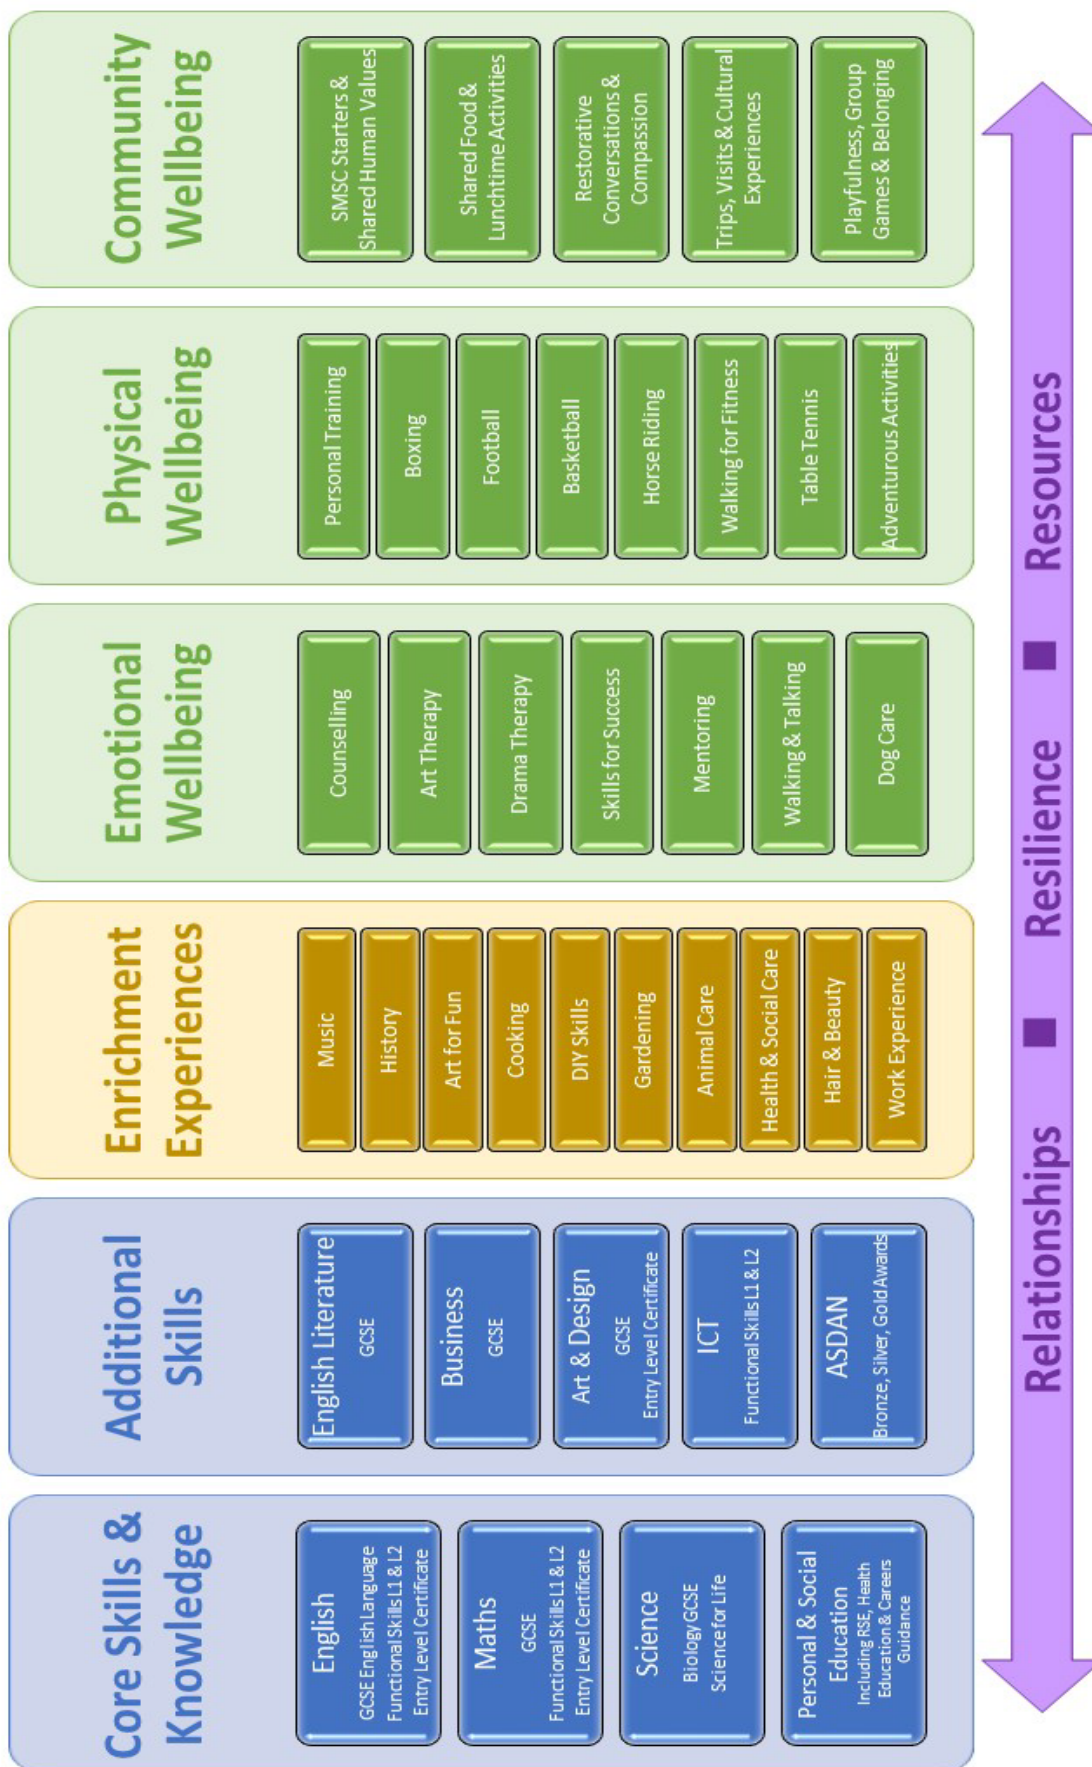 Core Skills &
Knowledge
English
GCSE English Language
Functional Skills L1 & L2
Entry Level Certificate
Maths
GCSE
Functional Skills L1 & L2
Entry Level Certificate
Science
Biology GCSE
Science for Life
Personal & Social
Education
Including RSE, Health
Education & Careers
Guidance
Additional
Skills
English Literature
GCSE
Business
GCSE
Art & Design
GCSE
Entry Level Certificate
ICT
Functional Skills L1 & L2
ASDAN
Bronze, Silver, Gold Awards
Enrichment
Experiences
Music
History
Art for Fun
Cooking
DIY Skills
Gardening
Animal Care
Health & Social Care
Hair & Beauty
Work Experience
Emotional
Wellbeing
Counselling
Art Therapy
Drama Therapy
Skills for Success
Mentoring
Walking & Talking
Dog Care
Physical
Wellbeing
Personal Training
Boxing
Football
Basketball
Horse Riding
Walking for Fitness
Table Tennis
Adventurous Activities
Community
Wellbeing
SMSC Starters &
Shared Human Values
Shared Food &
Lunchtime Activities
Restorative
Conversations &
Compassion
Trips, Visits & Cultural
Experiences
Playfulness, Group
Games & Belonging
Relationships ■ Resilience ■ Resources